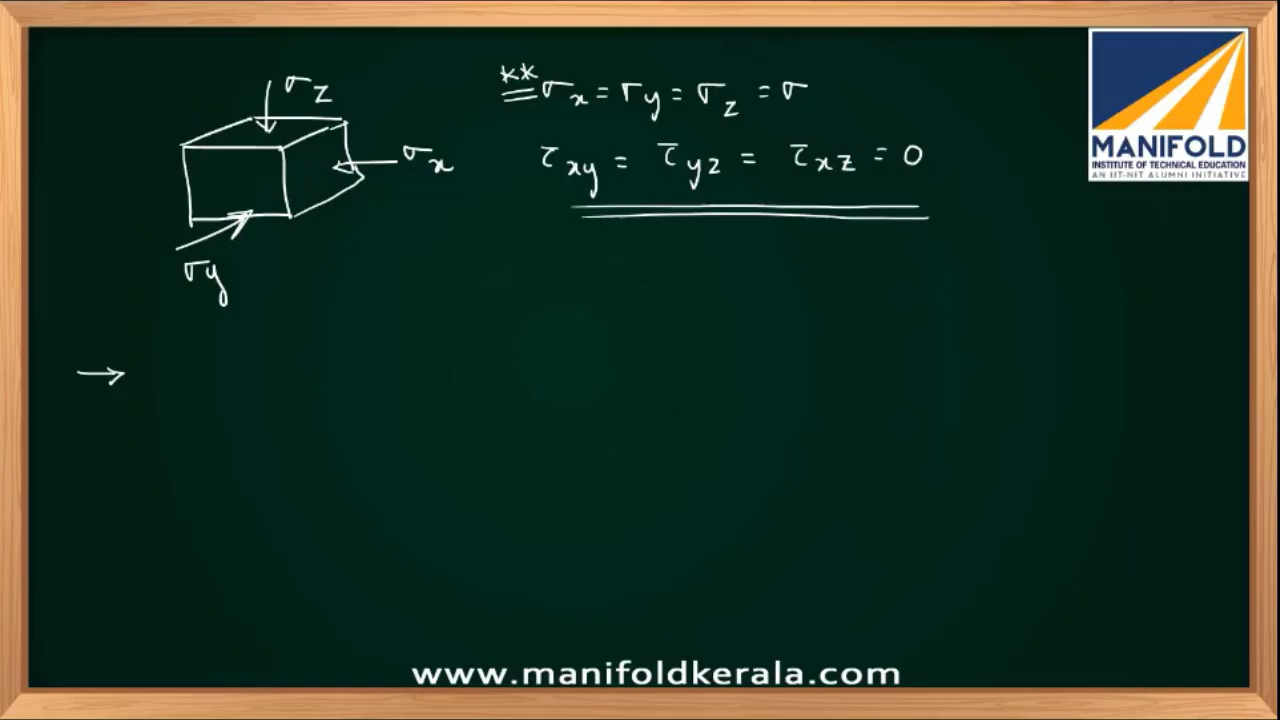 σz
** σx = σy = σz = σ
σx
τxy = τyz = τxz = 0
σy
→
MANIFOLD
INSTITUTE OF TECHNICAL EDUCATION
AN IIT-NIT ALUMNI INITIATIVE
www.manifoldkerala.com